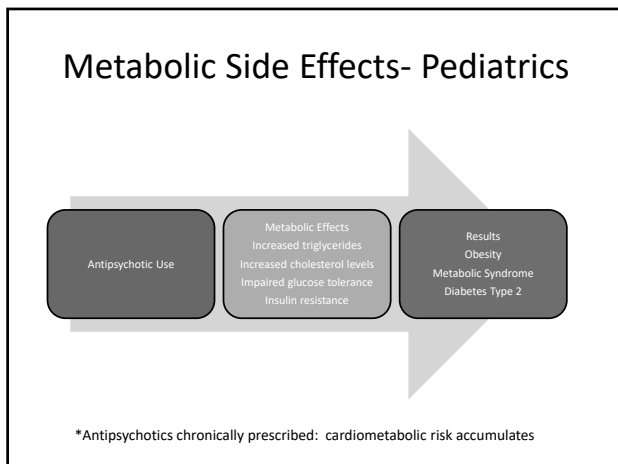 Metabolic Side Effects- Pediatrics
Antipsychotic Use
Metabolic Effects
Increased triglycerides
Increased cholesterol levels
Impaired glucose tolerance
Insulin resistance
Results
Obesity
Metabolic Syndrome
Diabetes Type 2
*Antipsychotics chronically prescribed: cardiometabolic risk accumulates